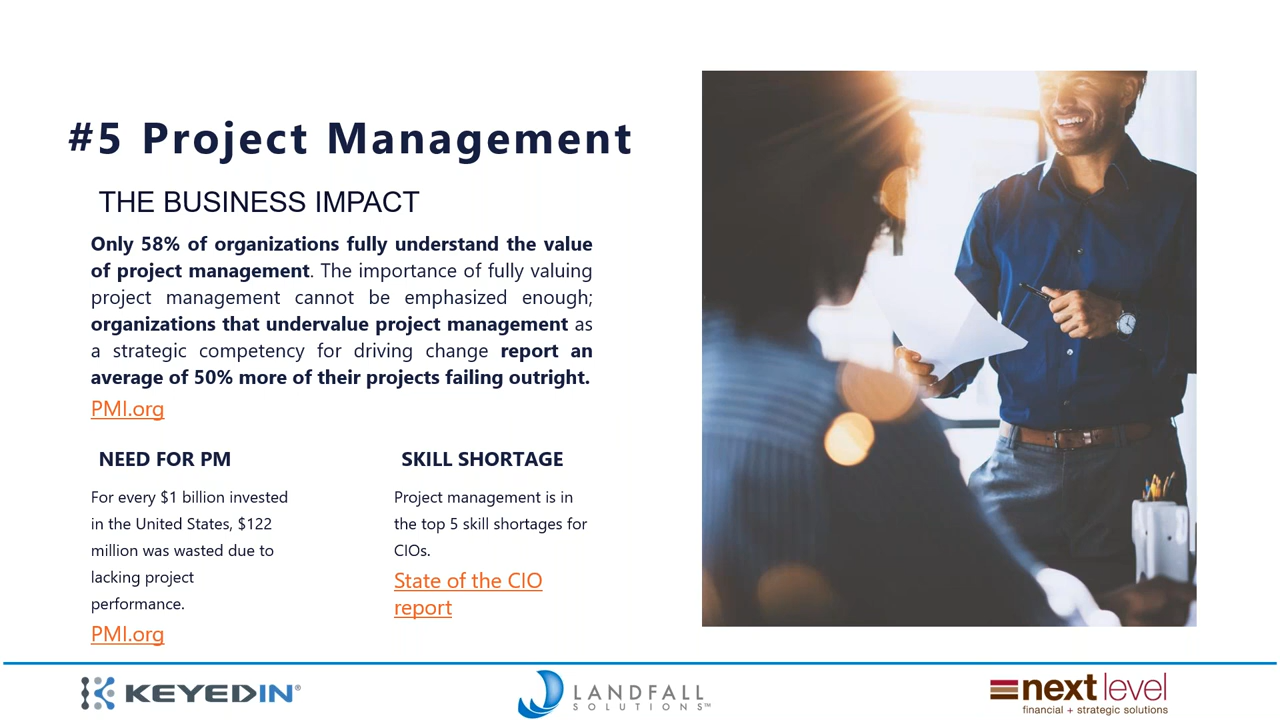 #5 Project Management
THE BUSINESS IMPACT
Only 58% of organizations fully understand the value
of project management. The importance of fully valuing
project management cannot be emphasized enough;
organizations that undervalue project management as
a strategic competency for driving change report an
average of 50% more of their projects failing outright.
PMI.org
NEED FOR PM
For every $1 billion invested
in the United States, $122
million was wasted due to
lacking project
performance.
PMI.org
SKILL SHORTAGE
Project management is in
the top 5 skill shortages for
CIOs.
State of the CIO
report
KEYEDIN®
LANDFALL
SOLUTIONS™
next level
financial + strategic solutions